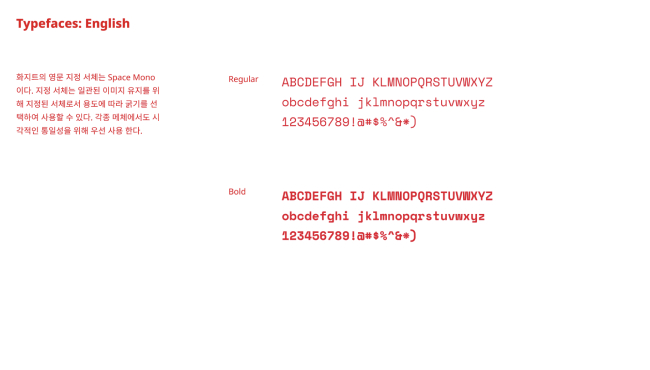 Typefaces: English
화지트의 영문 지정 서체는 Space Mono
이다. 지정 서체는 일관된 이미지 유지를 위
해 지정된 서체로서 용도에 따라 굵기를 선
택하여 사용할 수 있다. 각종 메체에서도 시
각적인 통일성을 위해 우선 사용 한다.
Regular
ABCDEFGH IJ KLMNOPQRSTUVWXYZ
abcdefghi jklmnopqrstuvwxyz
123456789!@#$%^&*)
Bold
ABCDEFGH IJ KLMNOPQRSTUVWXYZ
abcdefghi jklmnopqrstuvwxyz
123456789!@#$%^&*)